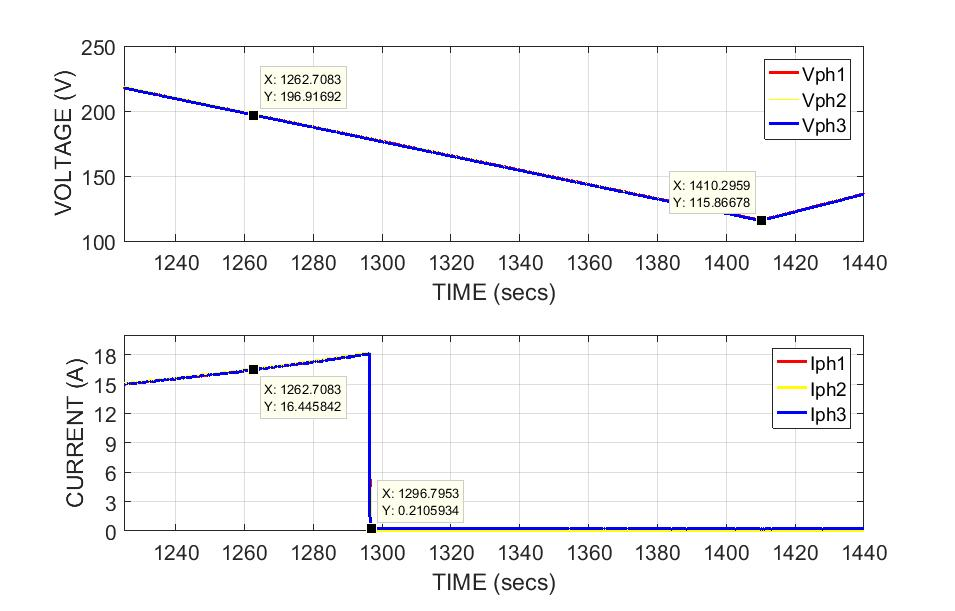 250
200
150
100
VOLTAGE (V)
X: 1262.7083
Y: 196.91692
X: 1410.2959
Y: 115.86678
Vph1
Vph2
Vph3
1240 1260 1280 1300 1320 1340 1360 1380 1400 1420 1440
TIME (secs)
18
15
12
9
6
3
0
CURRENT (A)
X: 1262.7083
Y: 16.445842
X: 1296.7953
Y: 0.2105934
Iph1
Iph2
Iph3
1240 1260 1280 1300 1320 1340 1360 1380 1400 1420 1440
TIME (secs)